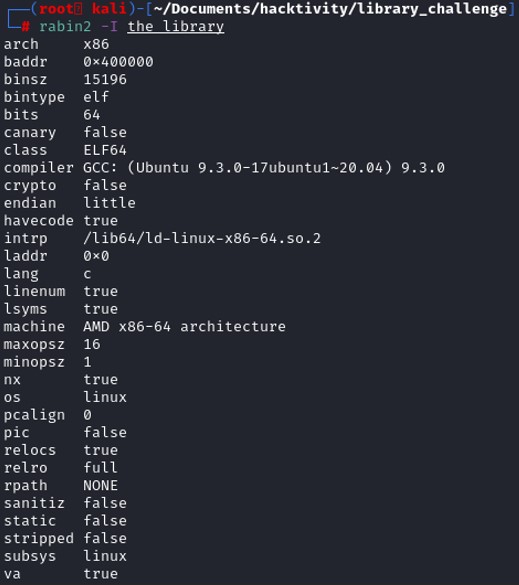 ┌──(root㉿ kali)-[~/Documents/hacktivity/library_challenge]
└─# rabin2 -I the_library
arch x86
baddr 0×400000
binsz 15196
bintype elf
bits 64
canary false
class ELF64
compiler GCC: (Ubuntu 9.3.0-17ubuntu1~20.04) 9.3.0
crypto false
endian little
havecode true
intrp /lib64/ld-linux-x86-64.so.2
laddr 0×0
lang c
linenum true
lsyms true
machine AMD x86-64 architecture
maxopsz 16
minopsz 1
nx true
os linux
pcalign 0
pic false
relocs true
relro full
rpath NONE
sanitiz false
static false
stripped false
subsys linux
va true